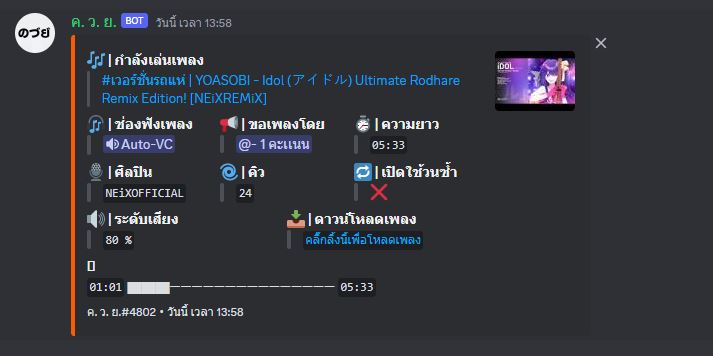 のづย์
ค. ว. ย. BOT วันนี้ เวลา 13:58
| กำลังเล่นเพลง
#เวอร์ชั่นรถแห่ | YOASOBI - Idol (アイドル) Ultimate Rodhare
Remix Edition! [NEiXREMiX]
iDOL
| ช่องฟังเพลง | ขอเพลงโดย | ความยาว
Auto-VC @- 1 คะแนน 05:33
| ศิลปิน | คิว | เปิดใช้วนซ้ำ
NEiXOFFICIAL 24
| ระดับเสียง | ดาวน์โหลดเพลง
80 % คลิ๊กลิ้งนี้เพื่อโหลดเพลง
[]
01:01 05:33
ค. ว. ย.#4802 • วันนี้ เวลา 13:58